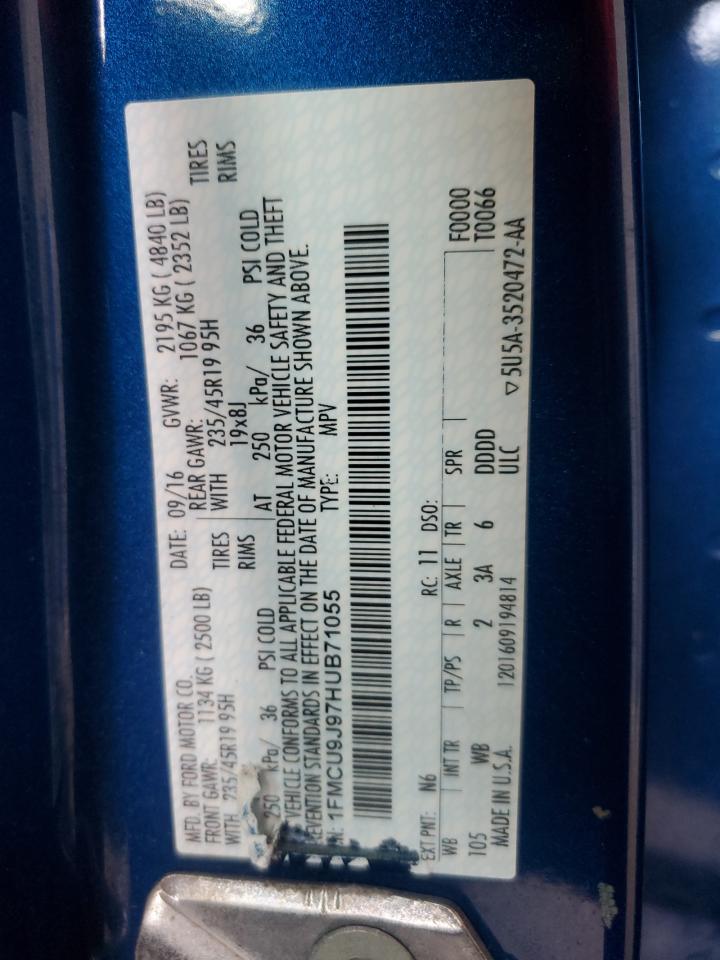 MFD. BY FORD MOTOR CO. DATE: 09/16 GVWR: 2195 KG ( 4840 LB)
FRONT GAWR: 1134 KG ( 2500 LB) REAR GAWR: 1067 KG ( 2352 LB)
WITH 235/45R19 95H TIRES WITH 235/45R19 95H TIRES
RIMS 19x8J RIMS
250 kPa/ 36 PSI COLD AT 250 kPa/ 36 PSI COLD
VEHICLE CONFORMS TO ALL APPLICABLE FEDERAL MOTOR VEHICLE SAFETY AND THEFT
EVENTION STANDARDS IN EFFECT ON THE DATE OF MANUFACTURE SHOWN ABOVE.
N: 1FMCU9J97HUB71055 TYPE: MPV
EXT PNT: N6 RC: 11 DSO:
WB INT TR TP/PS R AXLE TR SPR F0000
105 WB 2 3A 6 DDDD T0066
MADE IN U.S.A. 1201609194814 ULC ▽5U5A-3520472-AA